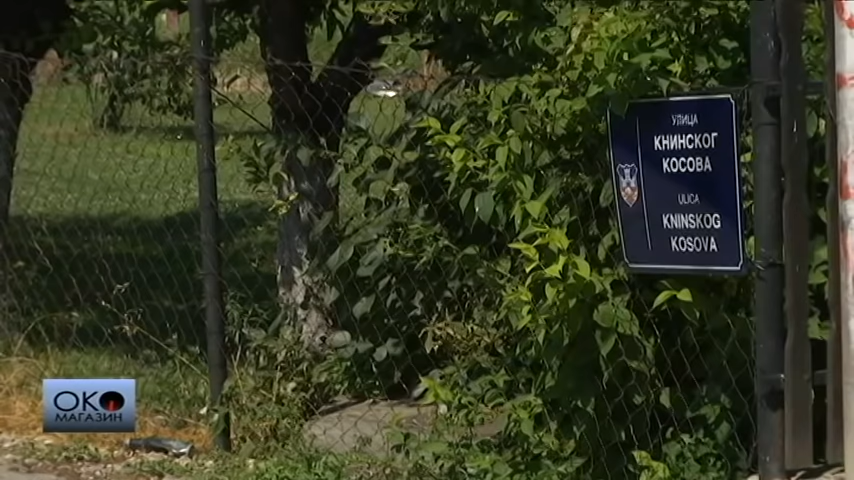 УЛИЦА
КНИНСКОГ
КОСОВА
ULICA
KNINSKOG
KOSOVA
ОКО
МАГАЗИН